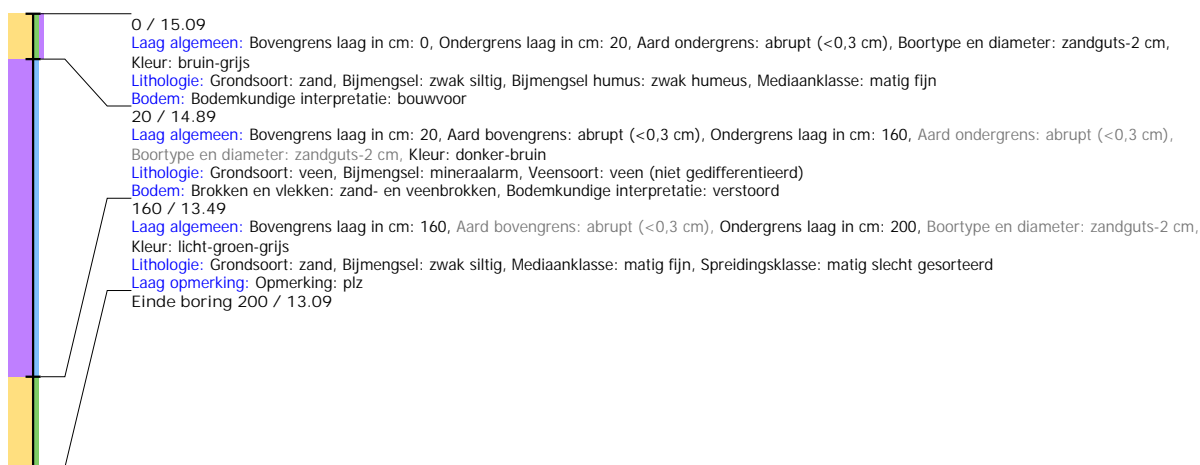 0 / 15.09
Laag algemeen: Bovengrens laag in cm: 0, Ondergrens laag in cm: 20, Aard ondergrens: abrupt (<0,3 cm), Boortype en diameter: zandguts-2 cm,
Kleur: bruin-grijs
Lithologie: Grondsoort: zand, Bijmengsel: zwak siltig, Bijmengsel humus: zwak humeus, Mediaanklasse: matig fijn
Bodem: Bodemkundige interpretatie: bouwvoor
20 / 14.89
Laag algemeen: Bovengrens laag in cm: 20, Aard bovengrens: abrupt (<0,3 cm), Ondergrens laag in cm: 160, Aard ondergrens: abrupt (<0,3 cm),
Boortype en diameter: zandguts-2 cm, Kleur: donker-bruin
Lithologie: Grondsoort: veen, Bijmengsel: mineraalarm, Veensoort: veen (niet gedifferentieerd)
Bodem: Brokken en vlekken: zand- en veenbrokken, Bodemkundige interpretatie: verstoord
160 / 13.49
Laag algemeen: Bovengrens laag in cm: 160, Aard bovengrens: abrupt (<0,3 cm), Ondergrens laag in cm: 200, Boortype en diameter: zandguts-2 cm,
Kleur: licht-groen-grijs
Lithologie: Grondsoort: zand, Bijmengsel: zwak siltig, Mediaanklasse: matig fijn, Spreidingsklasse: matig slecht gesorteerd
Laag opmerking: Opmerking: plz
Einde boring 200 / 13.09